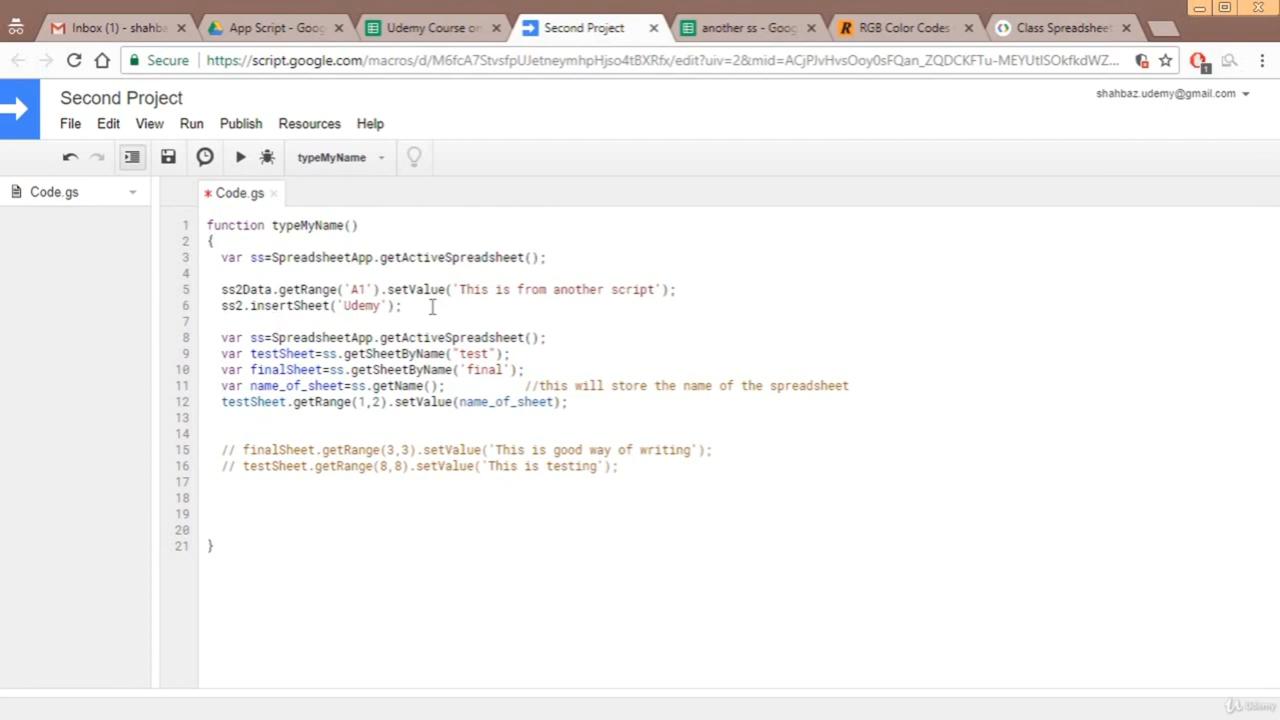 Inbox (1) - shahba
App Script - Goog
Udemy Course on
Second Project
another ss - Goog
RGB Color Codes
Class Spreadsheet
Secure
https://script.google.com/macros/d/M6fcA7StvsfpUJetneymhpHjso4tBXRfx/edit?uiv=2&mid=ACjPJvHvsOoy0sFQan_ZQDCKFTu-MEYUtISOkfkdWZ...
1
Second Project
shahbaz.udemy@gmail.com
File Edit View Run Publish Resources Help
typeMyName
Code.gs
* Code.gs
1 function typeMyName()
2 {
3 var ss=SpreadsheetApp.getActiveSpreadsheet();
4
5 ss2Data.getRange('A1').setValue('This is from another script');
6 ss2.insertSheet('Udemy');
7
8 var ss=SpreadsheetApp.getActiveSpreadsheet();
9 var testSheet=ss.getSheetByName("test");
10 var finalSheet=ss.getSheetByName('final');
11 var name_of_sheet=ss.getName(); //this will store the name of the spreadsheet
12 testSheet.getRange(1,2).setValue(name_of_sheet);
13
14
15 // finalSheet.getRange(3,3).setValue('This is good way of writing');
16 // testSheet.getRange(8,8).setValue('This is testing');
17
18
19
20
21 }
Udemy